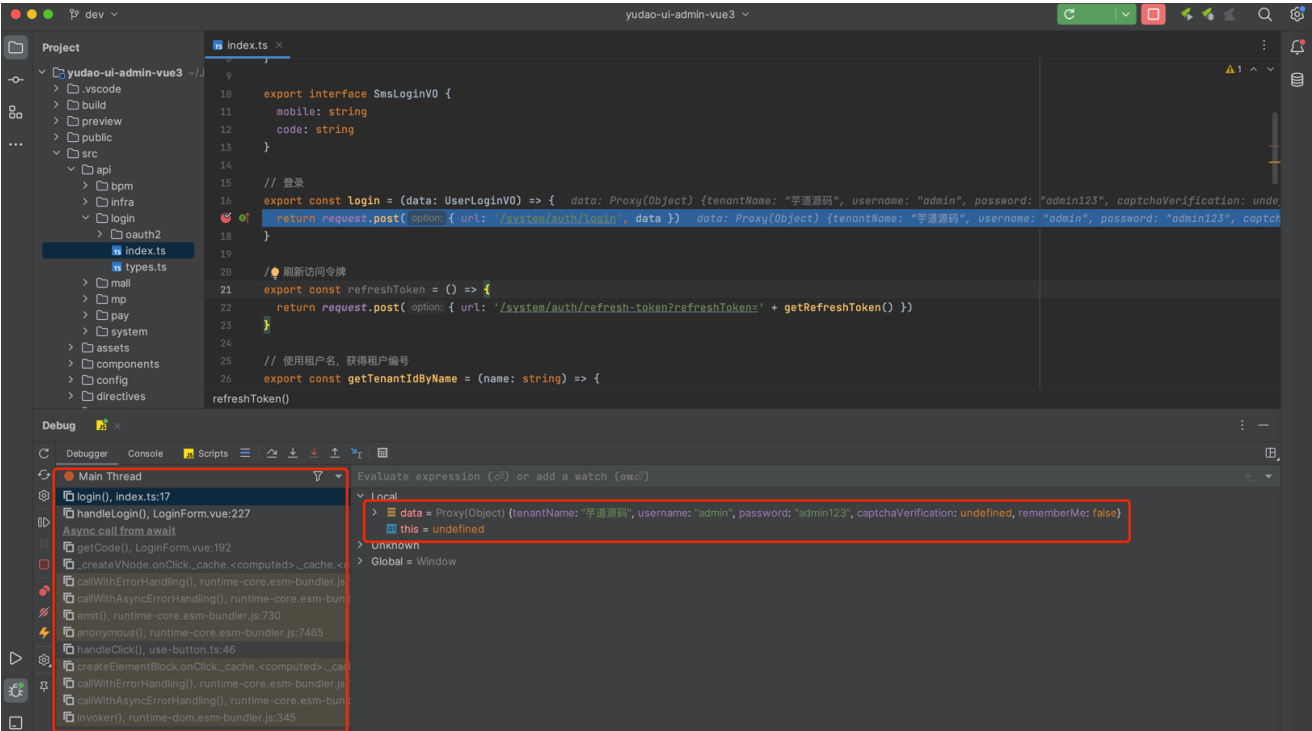 dev
yudao-ui-admin-vue3
Project
index.ts
yudao-ui-admin-vue3 ~/J
.vscode
build
preview
public
src
api
bpm
infra
login
oauth2
index.ts
types.ts
mall
mp
pay
system
assets
components
config
directives
1
9
10 export interface SmsLoginVO {
11 mobile: string
12 code: string
13 }
14
15 // 登录
16 export const login = (data: UserLoginVO) => { data: Proxy(Object) {tenantName: "芋道源码", username: "admin", password: "admin123", captchaVerification: unde
return request.post( option: { url: '/system/auth/login', data }) data: Proxy(Object) {tenantName: "芋道源码", username: "admin", password: "admin123", captch
18 }
19
20 / 刷新访问令牌
21 export const refreshToken = () => {
22 return request.post( option: { url: '/system/auth/refresh-token?refreshToken=' + getRefreshToken() })
23 }
24
25 // 使用租户名，获得租户编号
26 export const getTenantIdByName = (name: string) => {
refreshToken()
Debug
Debugger Console Scripts
Main Thread
Evaluate expression (⏎) or add a watch (⌥⌘⏎)
login(), index.ts:17
handleLogin(), LoginForm.vue:227
Async call from await
getCode(), LoginForm.vue:192
_createVNode.onClick._cache.<computed>._cache.<c
callWithErrorHandling(), runtime-core.esm-bundler.js
callWithAsyncErrorHandling(), runtime-core.esm-bund
emit(), runtime-core.esm-bundler.js:730
anonymous(), runtime-core.esm-bundler.js:7465
handleClick(), use-button.ts:46
createElementBlock.onClick._cache.<computed>._cac
callWithErrorHandling(), runtime-core.esm-bundler.js
callWithAsyncErrorHandling(), runtime-core.esm-bund
invoker(), runtime-dom.esm-bundler.js:345
Local
data = Proxy(Object) {tenantName: "芋道源码", username: "admin", password: "admin123", captchaVerification: undefined, rememberMe: false}
this = undefined
Unknown
Global = Window